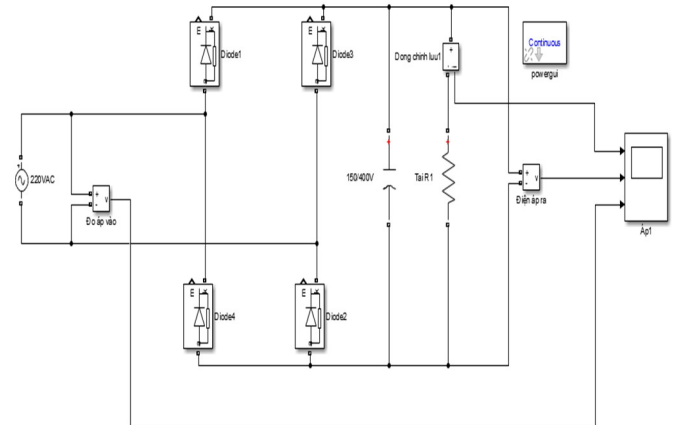 E
Diode1
E
Diode3
Dong chinh luu1
+
-
i
Continuous
powergui
220VAC
+
-
v
Đo áp vào
150/400V
Tai R1
+
-
v
Điện áp ra
Áp1
E
Diode4
E
Diode2